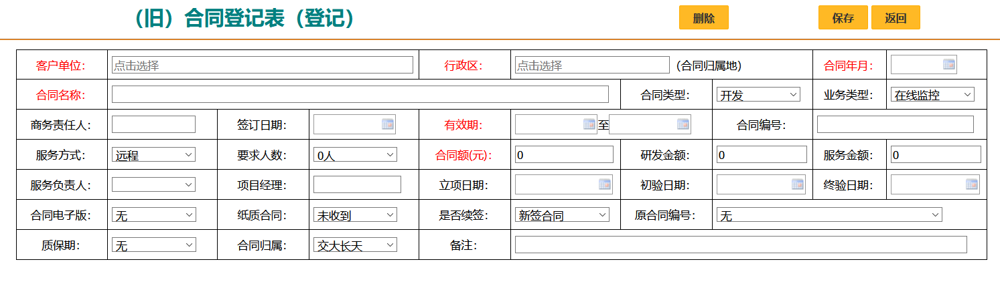 （旧）合同登记表（登记） 删除 保存 返回
客户单位： 点击选择 行政区： 点击选择 （合同归属地） 合同年月：
合同名称： 合同类型： 开发 业务类型： 在线监控
商务责任人： 签订日期： 有效期： 至 合同编号：
服务方式： 远程 要求人数： 0人 合同额(元)： 0 研发金额： 0 服务金额： 0
服务负责人： 项目经理： 立项日期： 初验日期： 终验日期：
合同电子版： 无 纸质合同： 未收到 是否续签： 新签合同 原合同编号： 无
质保期： 无 合同归属： 交大长天 备注：